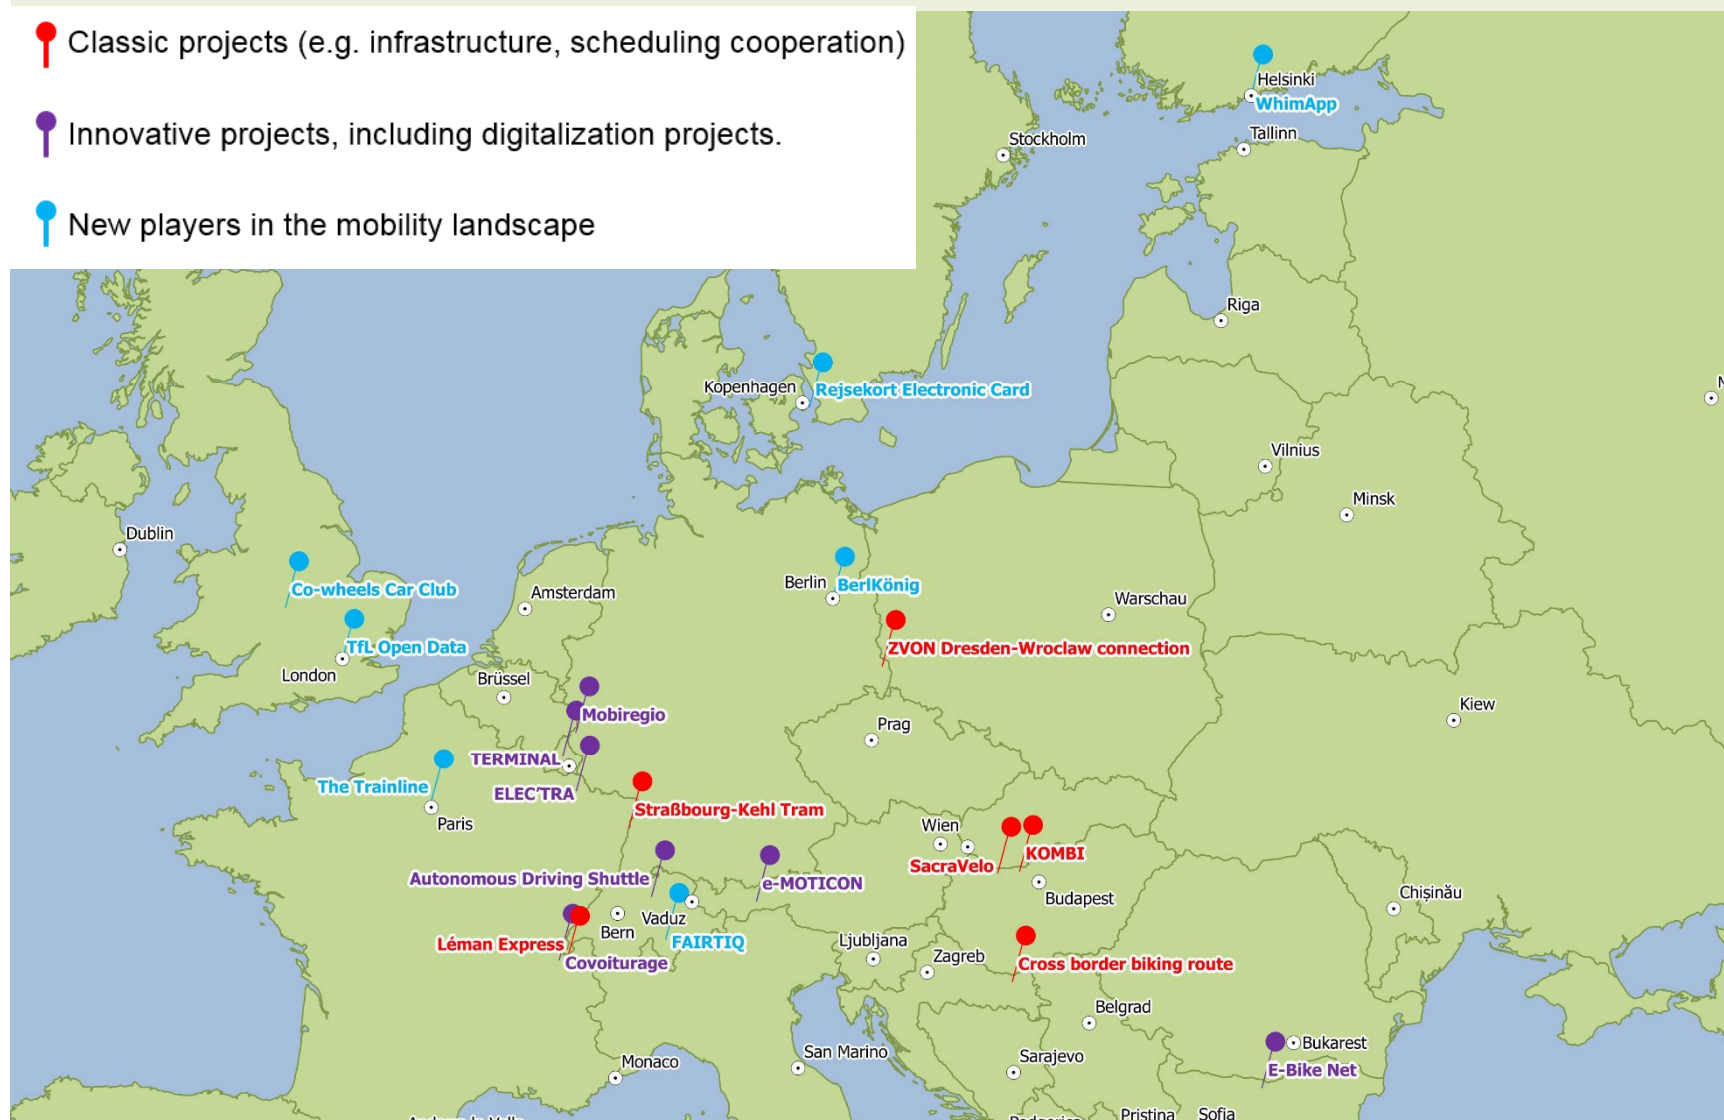 Classic projects (e.g. infrastructure, scheduling cooperation)
Innovative projects, including digitalization projects.
New players in the mobility landscape
Helsinki
WhimApp
Tallinn
Stockholm
Riga
Kopenhagen
Rejsekort Electronic Card
Vilnius
Minsk
Dublin
Co-wheels Car Club
Amsterdam
Berlin
BerlKönig
Warschau
TfL Open Data
London
ZVON Dresden-Wroclaw connection
Brüssel
Mobiregio
Kiew
Prag
TERMINAL
The Trainline
ELEC'TRA
Straßbourg-Kehl Tram
Paris
Wien
KOMBI
SacraVelo
Autonomous Driving Shuttle
e-MOTICON
Budapest
Chișinău
Vaduz
Bern
Léman Express
FAIRTIQ
Ljubljana
Zagreb
Covoiturage
Cross border biking route
Belgrad
Bukarest
San Marino
Sarajevo
Monaco
E-Bike Net
Pristina
Sofia